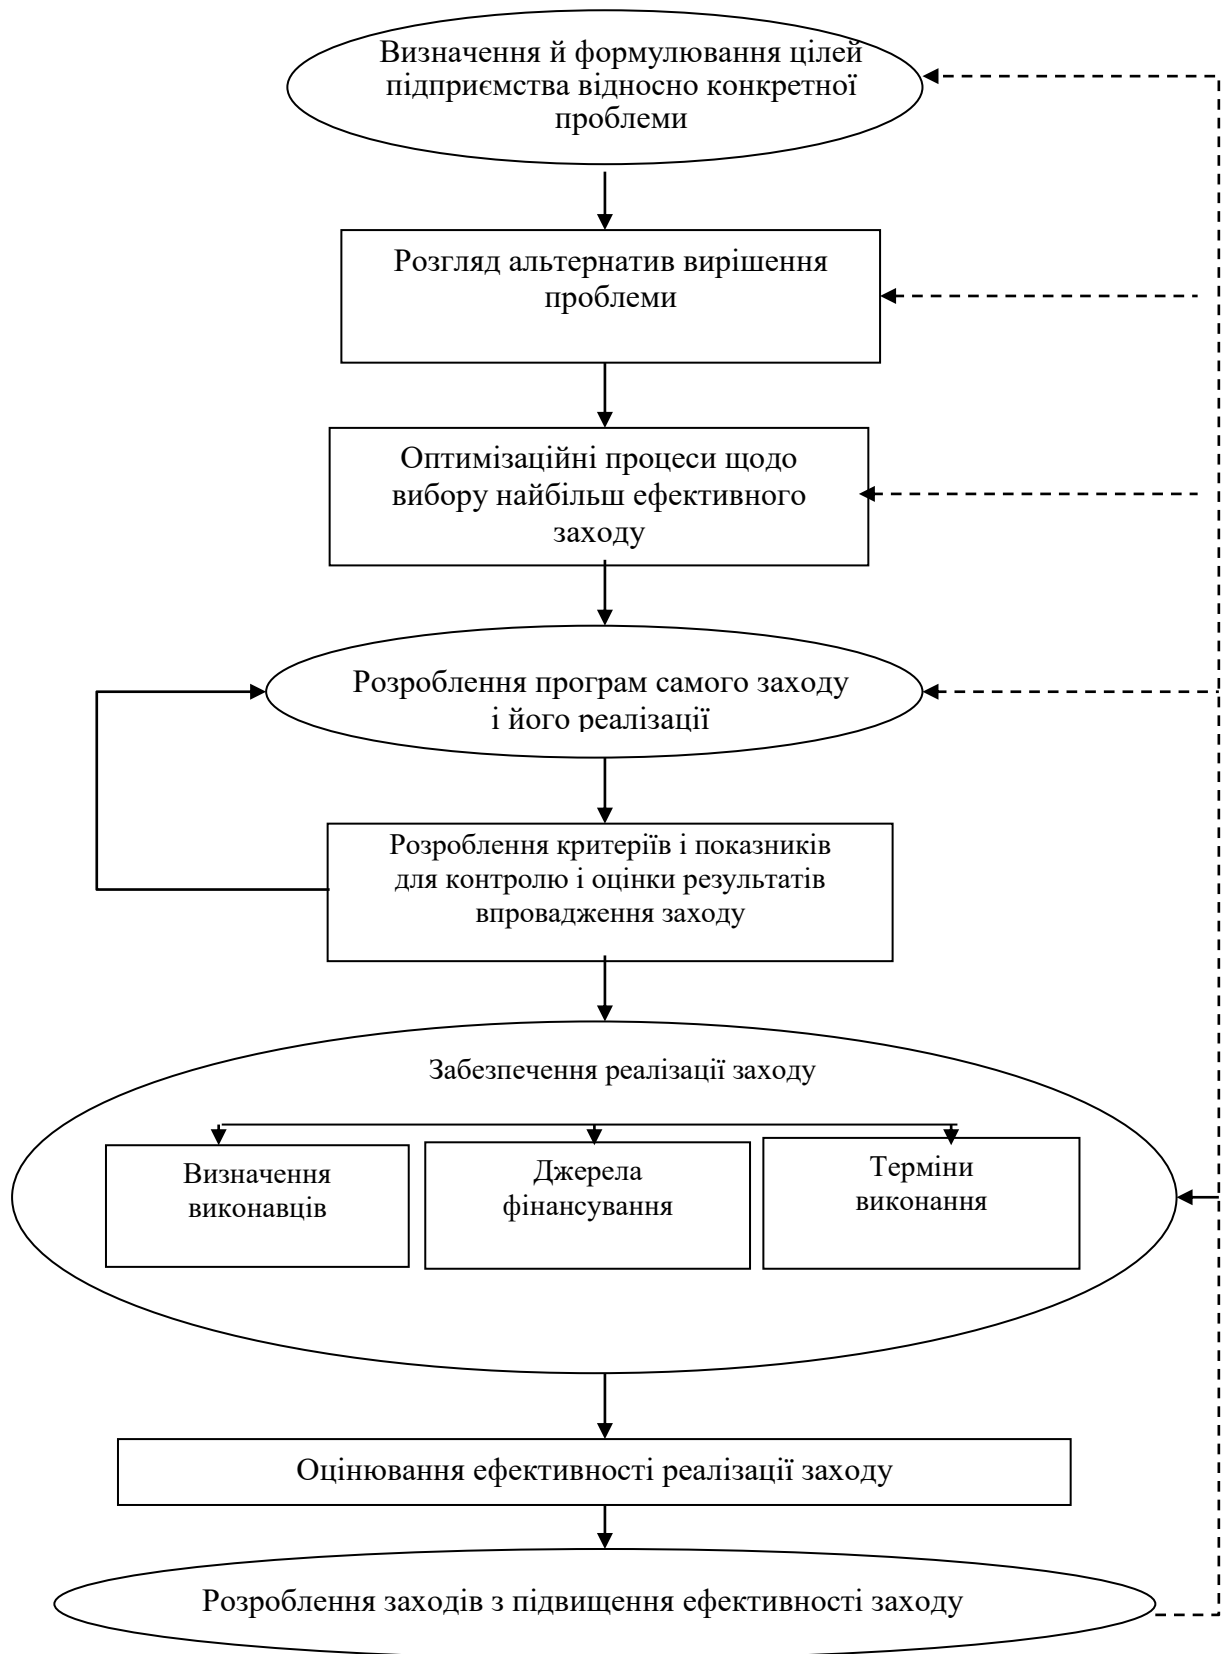 Визначення й формулювання цілей
підприємства відносно конкретної
проблеми
Розгляд альтернатив вирішення
проблеми
Оптимізаційні процеси щодо
вибору найбільш ефективного
заходу
Розроблення програм самого заходу
і його реалізації
Розроблення критеріїв і показників
для контролю і оцінки результатів
впровадження заходу
Забезпечення реалізації заходу
Визначення
виконавців
Джерела
фінансування
Терміни
виконання
Оцінювання ефективності реалізації заходу
Розроблення заходів з підвищення ефективності заходу